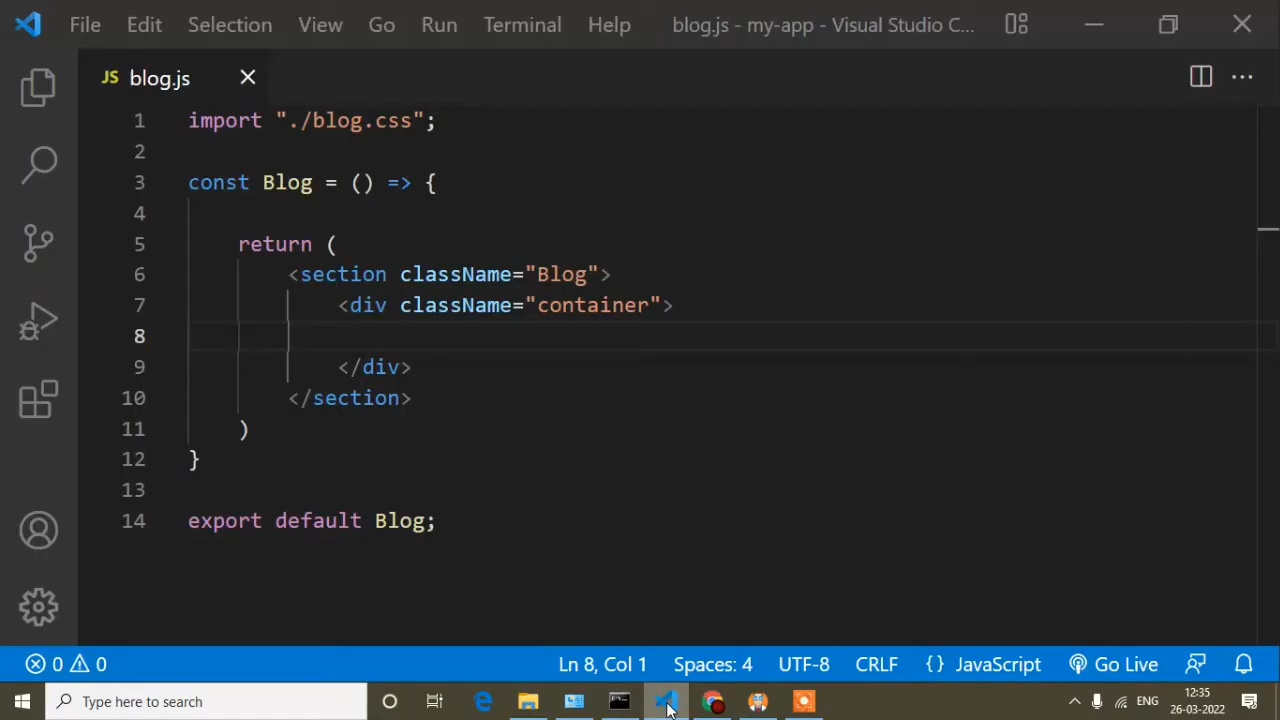 File Edit Selection View Go Run Terminal Help blog.js - my-app - Visual Studio C...
JS blog.js
1 import "./blog.css";
2
3 const Blog = () => {
4
5 return (
6 <section className="Blog">
7 <div className="container">
8
9 </div>
10 </section>
11 )
12 }
13
14 export default Blog;
0 0 Ln 8, Col 1 Spaces: 4 UTF-8 CRLF {} JavaScript Go Live
Type here to search ENG 12:35
26-03-2022